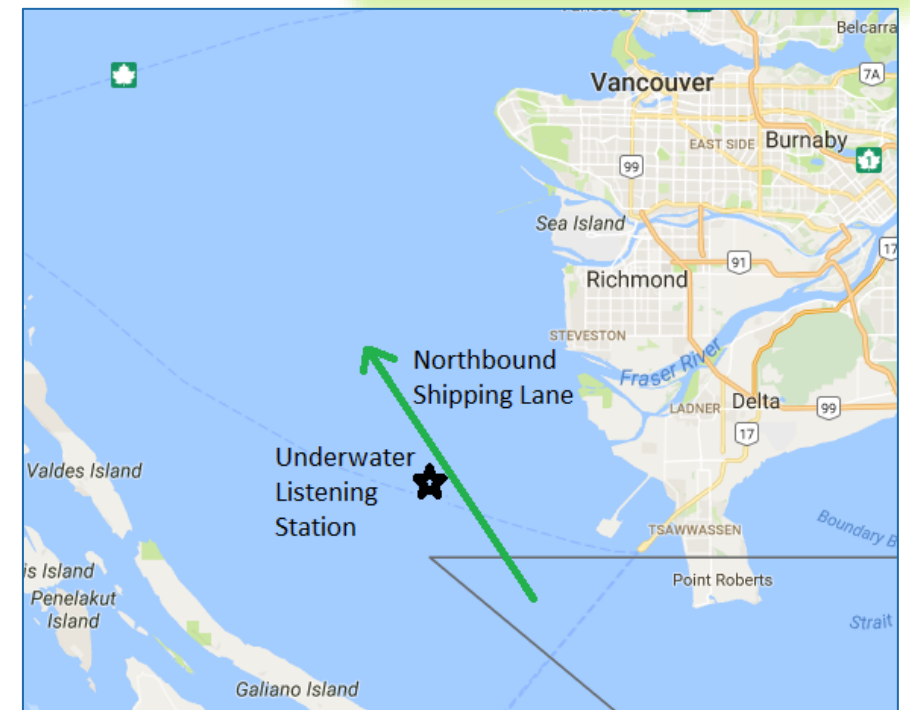 Belcarra
7A
Vancouver
EAST SIDE
Burnaby
1
99
Sea Island
17
91
Richmond
STEVESTON
Northbound
Shipping Lane
Fraser River
LADNER
Delta
99
17
Underwater
Listening
Station
Valdes Island
TSAWWASSEN
Boundary B
is Island
Penelakut
Island
Point Roberts
Strait
Galiano Island